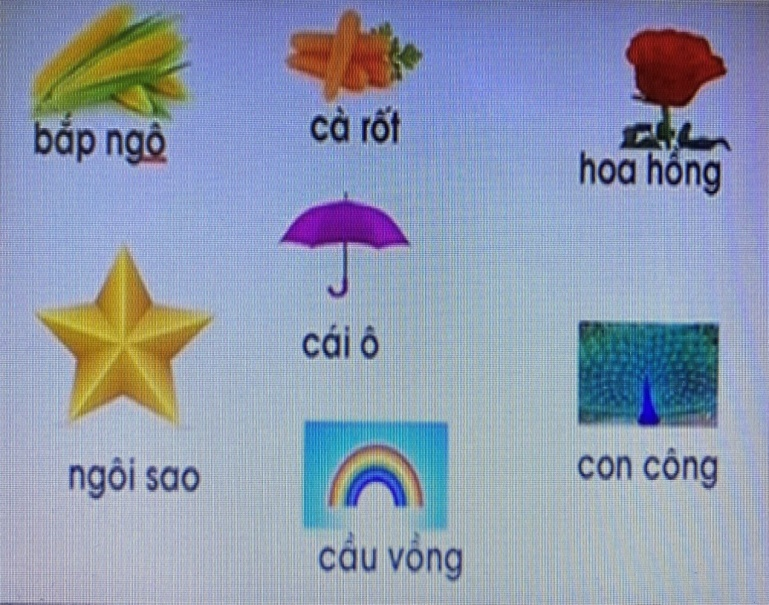 bắp ngô
cà rốt
hoa hồng
cái ô
ngôi sao
con công
cầu vồng